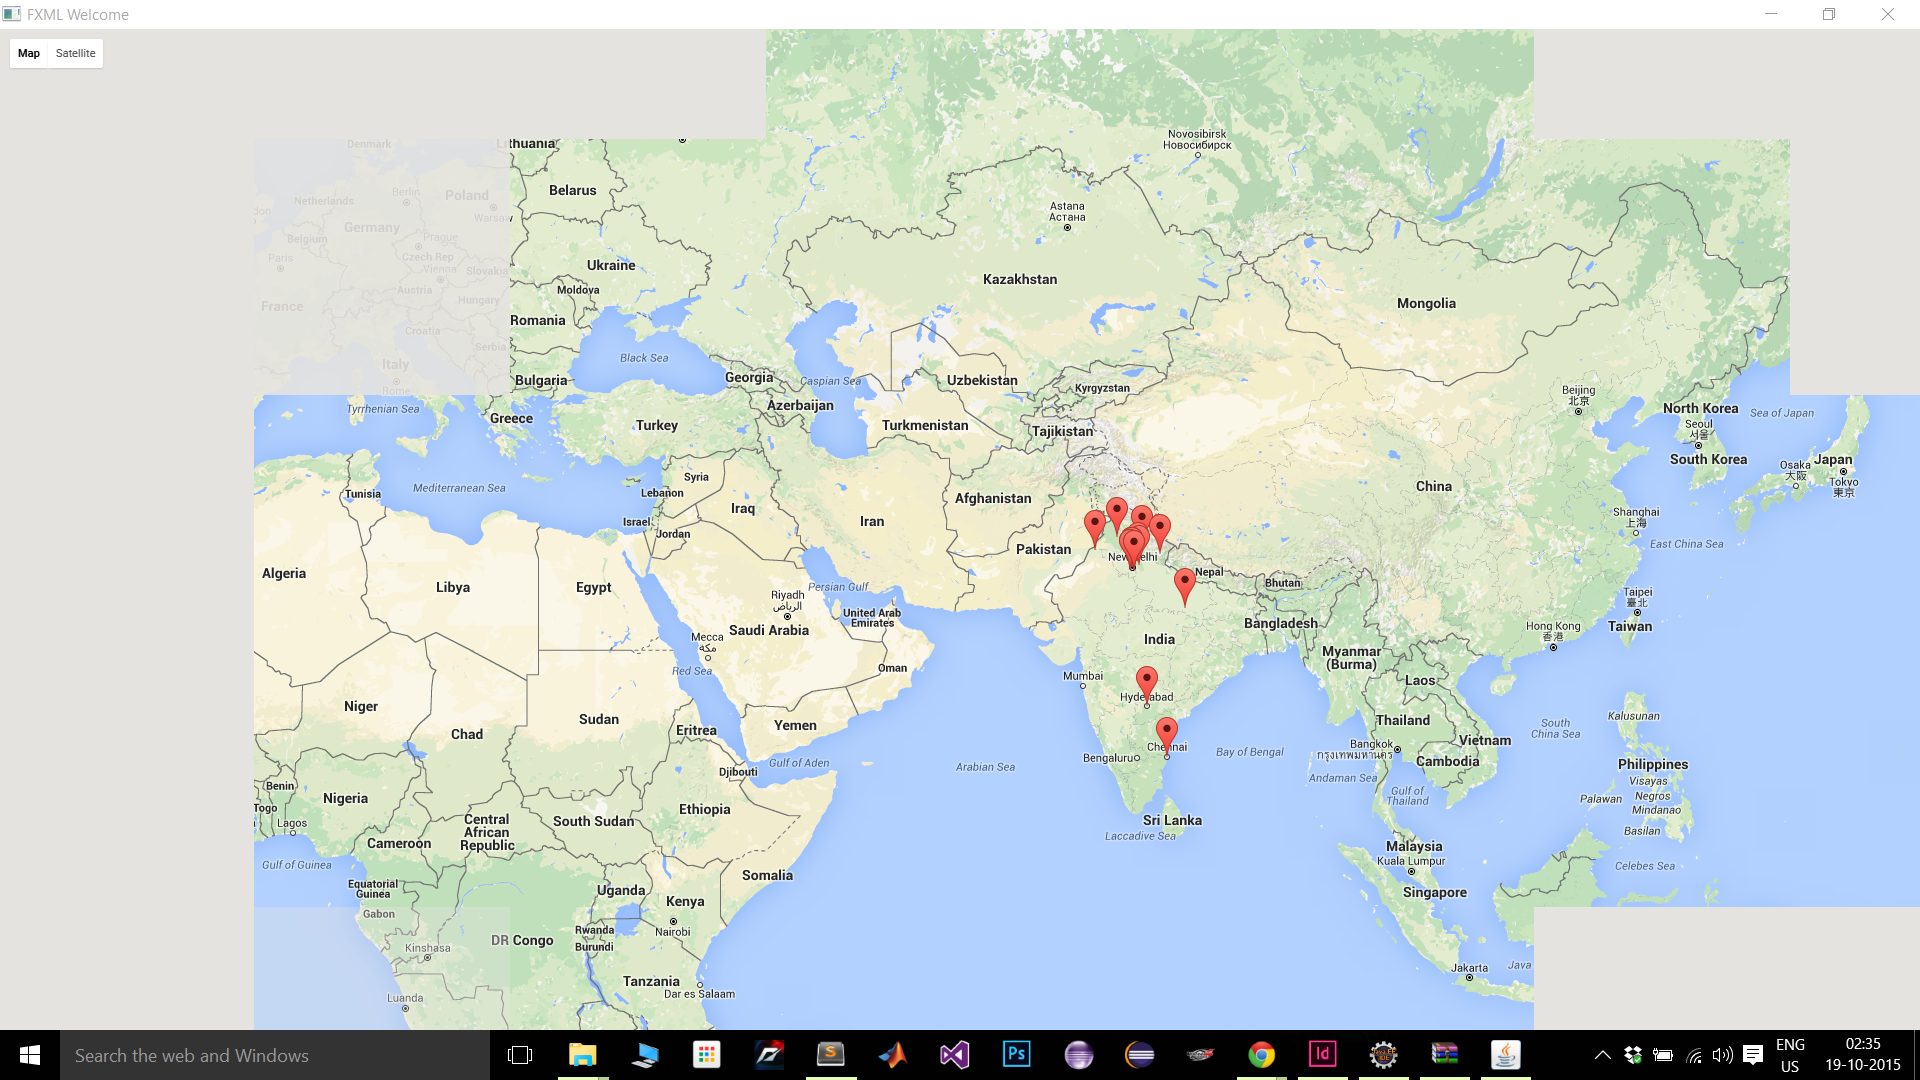 FXML Welcome
Map
Satellite
Novosibirsk
Новосибирск
Denmark
thuania
Belarus
Berlin
Poland
Netherlands
Warsaw
Germany
Belgium
Prague
Paris
Czech Rep
Vienna
Slovakia
Austria
Hungary
France
Croatia
Serbia
Italy
Rome
Astana
Астана
Ukraine
Moldova
Kazakhstan
Mongolia
Romania
Black Sea
Bulgaria
Georgia
Caspian Sea
Uzbekistan
Kyrgyzstan
Beijing
北京
Azerbaijan
Tyrrhenian Sea
Greece
Turkey
Turkmenistan
Tajikistan
North Korea
Sea of Japan
Seoul
서울
South Korea
Japan
Osaka
大阪
Tokyo
東京
Tunisia
Mediterranean Sea
Syria
Lebanon
Iraq
Israel
Jordan
Iran
Afghanistan
China
Shanghai
上海
East China Sea
Pakistan
New Delhi
Nepal
Bhutan
Algeria
Libya
Egypt
Persian Gulf
Riyadh
الرياض
United Arab
Emirates
Saudi Arabia
Mecca
مكة
Bangladesh
Taipei
臺北
Taiwan
Hong Kong
香港
India
Myanmar
(Burma)
Red Sea
Oman
Mumbai
Laos
Hyderabad
Niger
Chad
Sudan
Eritrea
Yemen
Thailand
South
China Sea
Kalusunan
Chennai
Bengaluru
Bay of Bengal
Bangkok
กรุงเทพมหานคร
Vietnam
Cambodia
Arabian Sea
Gulf of Aden
Djibouti
Andaman Sea
Philippines
Visayas
Negros
Mindanao
Palawan
Basilan
Gulf of
Thailand
Benin
Togo
Nigeria
Lagos
Ethiopia
Central
African
Republic
South Sudan
Cameroon
Sri Lanka
Laccadive Sea
Malaysia
Kuala Lumpur
Celebes Sea
Gulf of Guinea
Somalia
Equatorial
Guinea
Gabon
Uganda
Kenya
Singapore
Rwanda
Burundi
Nairobi
DR Congo
Kinshasa
Tanzania
Dar es Salaam
Luanda
Jakarta
Java
Search the web and Windows
Ps
Id
ENG
US
02:35
19-10-2015